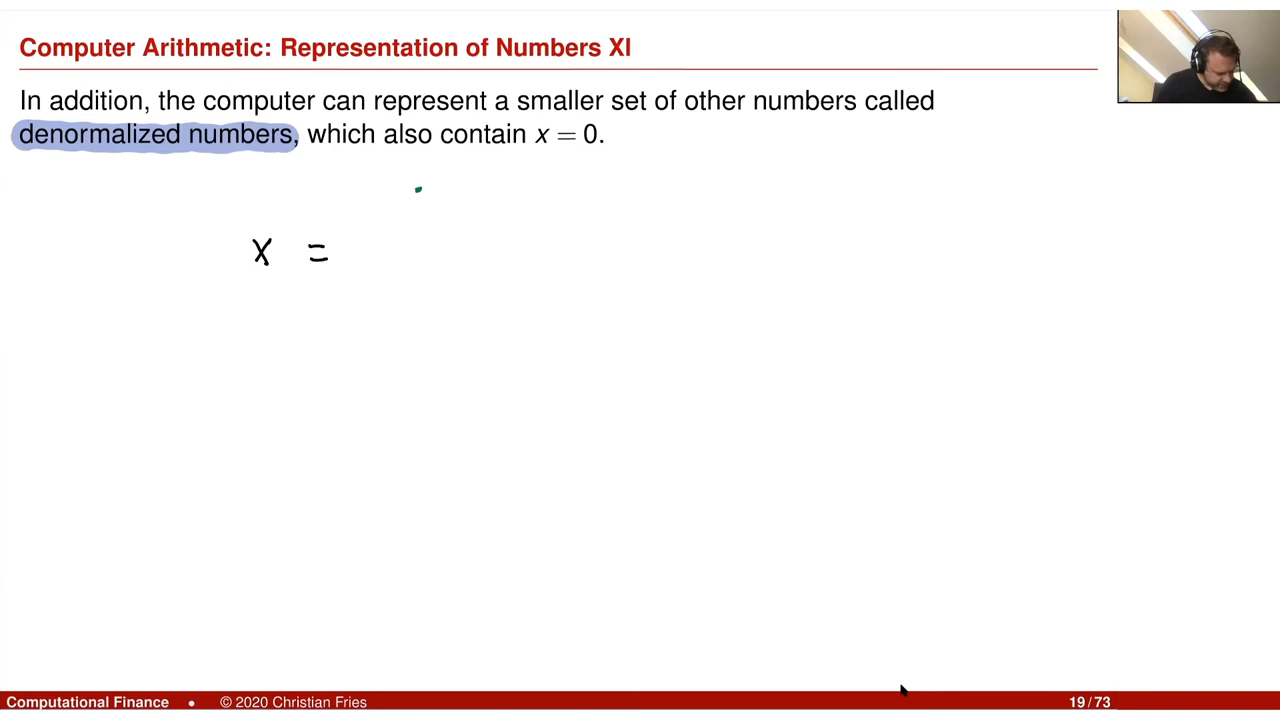 Computer Arithmetic: Representation of Numbers XI
In addition, the computer can represent a smaller set of other numbers called
denormalized numbers, which also contain x = 0.
x =
Computational Finance • © 2020 Christian Fries 19 / 73